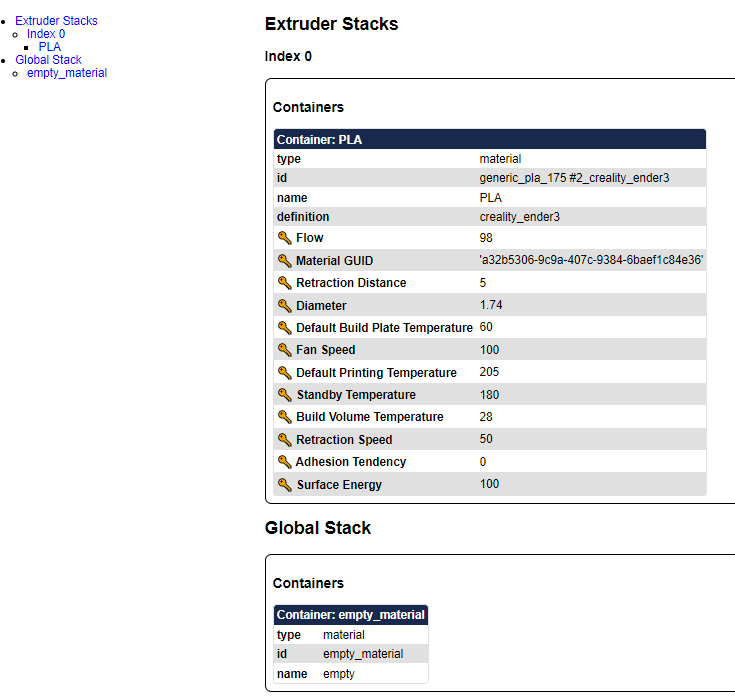 Extruder Stacks
Index 0
PLA
Global Stack
empty_material
Extruder Stacks
Index 0
Containers
Container: PLA
type material
id generic_pla_175 #2_creality_ender3
name PLA
definition creality_ender3
Flow 98
Material GUID 'a32b5306-9c9a-407c-9384-6baef1c84e36'
Retraction Distance 5
Diameter 1.74
Default Build Plate Temperature 60
Fan Speed 100
Default Printing Temperature 205
Standby Temperature 180
Build Volume Temperature 28
Retraction Speed 50
Adhesion Tendency 0
Surface Energy 100
Global Stack
Containers
Container: empty_material
type material
id empty_material
name empty